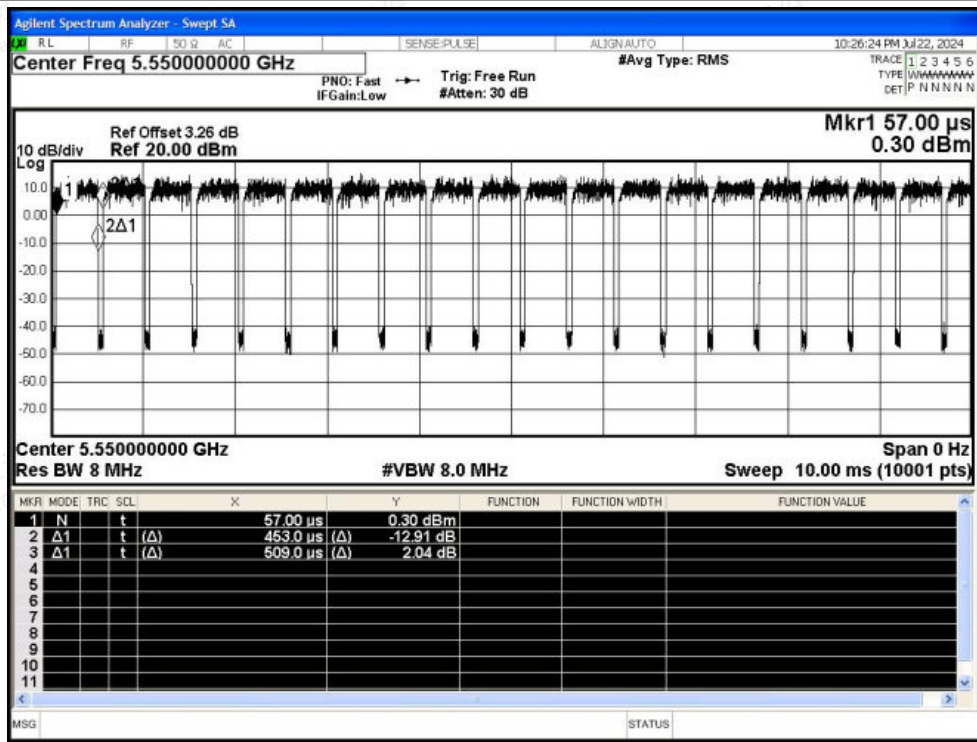 Agilent Spectrum Analyzer - Swept SA
LXI RL RF 50 Ω AC SENSE:PULSE ALIGNAUTO 10:26:24 PM Jul 22, 2024
Center Freq 5.550000000 GHz #Avg Type: RMS TRACE 1 2 3 4 5 6
PNO: Fast Trig: Free Run TYPE WWWWWW
IFGain:Low #Atten: 30 dB DET P N N N N N
Mkr1 57.00 µs
Ref Offset 3.26 dB
10 dB/div Ref 20.00 dBm 0.30 dBm
Log
10.0
1
0.00
2Δ1
-10.0
-20.0
-30.0
-40.0
-50.0
-60.0
-70.0
Center 5.550000000 GHz Span 0 Hz
Res BW 8 MHz #VBW 8.0 MHz Sweep 10.00 ms (10001 pts)
MKR MODE TRC SCL X Y FUNCTION FUNCTION WIDTH FUNCTION VALUE
1 N t 57.00 µs 0.30 dBm
2 Δ1 t (Δ) 453.0 µs (Δ) -12.91 dB
3 Δ1 t (Δ) 509.0 µs (Δ) 2.04 dB
4
5
6
7
8
9
10
11
MSG STATUS